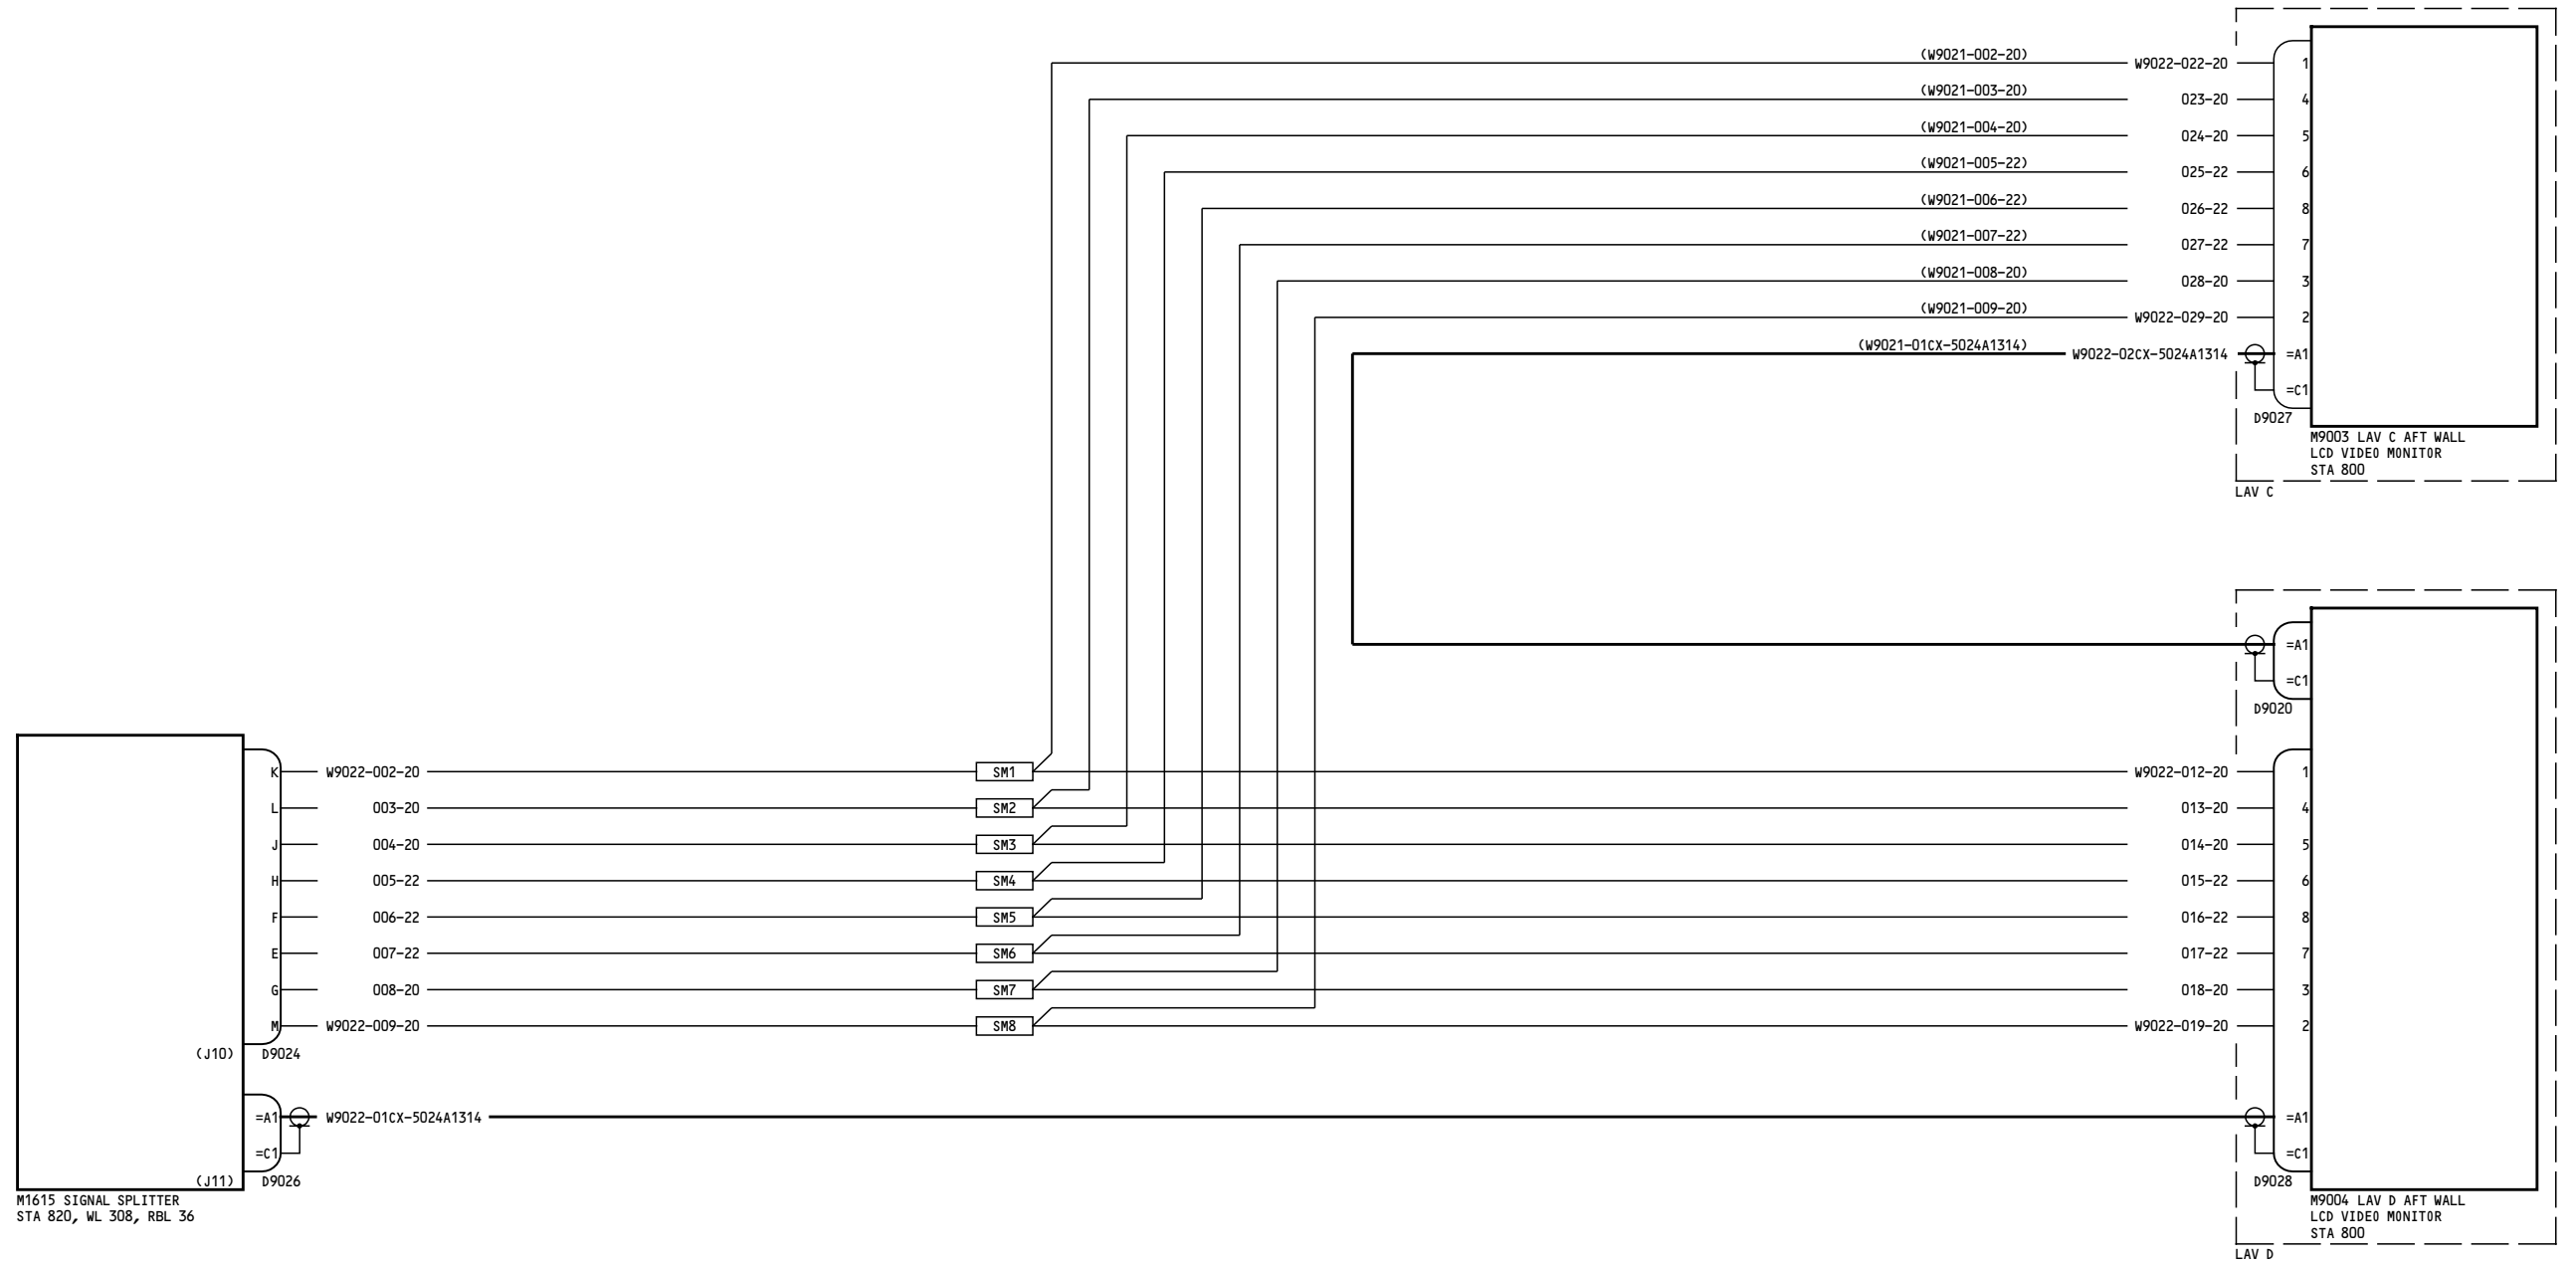 (W9021-002-20)
W9022-022-20
1
(W9021-003-20)
023-20
4
(W9021-004-20)
024-20
5
(W9021-005-22)
025-22
6
(W9021-006-22)
026-22
8
(W9021-007-22)
027-22
7
(W9021-008-20)
028-20
3
(W9021-009-20)
W9022-029-20
2
(W9021-01CX-5024A1314)
W9022-02CX-5024A1314
=A1
=C1
D9027
M9003 LAV C AFT WALL
LCD VIDEO MONITOR
STA 800
LAV C
=A1
=C1
D9020
K
W9022-002-20
SM1
W9022-012-20
1
L
003-20
SM2
013-20
4
J
004-20
SM3
014-20
5
H
005-22
SM4
015-22
6
F
006-22
SM5
016-22
8
E
007-22
SM6
017-22
7
G
008-20
SM7
018-20
3
M
W9022-009-20
SM8
W9022-019-20
2
(J10)
D9024
=A1
W9022-01CX-5024A1314
=A1
=C1
=C1
(J11)
D9026
D9028
M1615 SIGNAL SPLITTER
STA 820, WL 308, RBL 36
M9004 LAV D AFT WALL
LCD VIDEO MONITOR
STA 800
LAV D